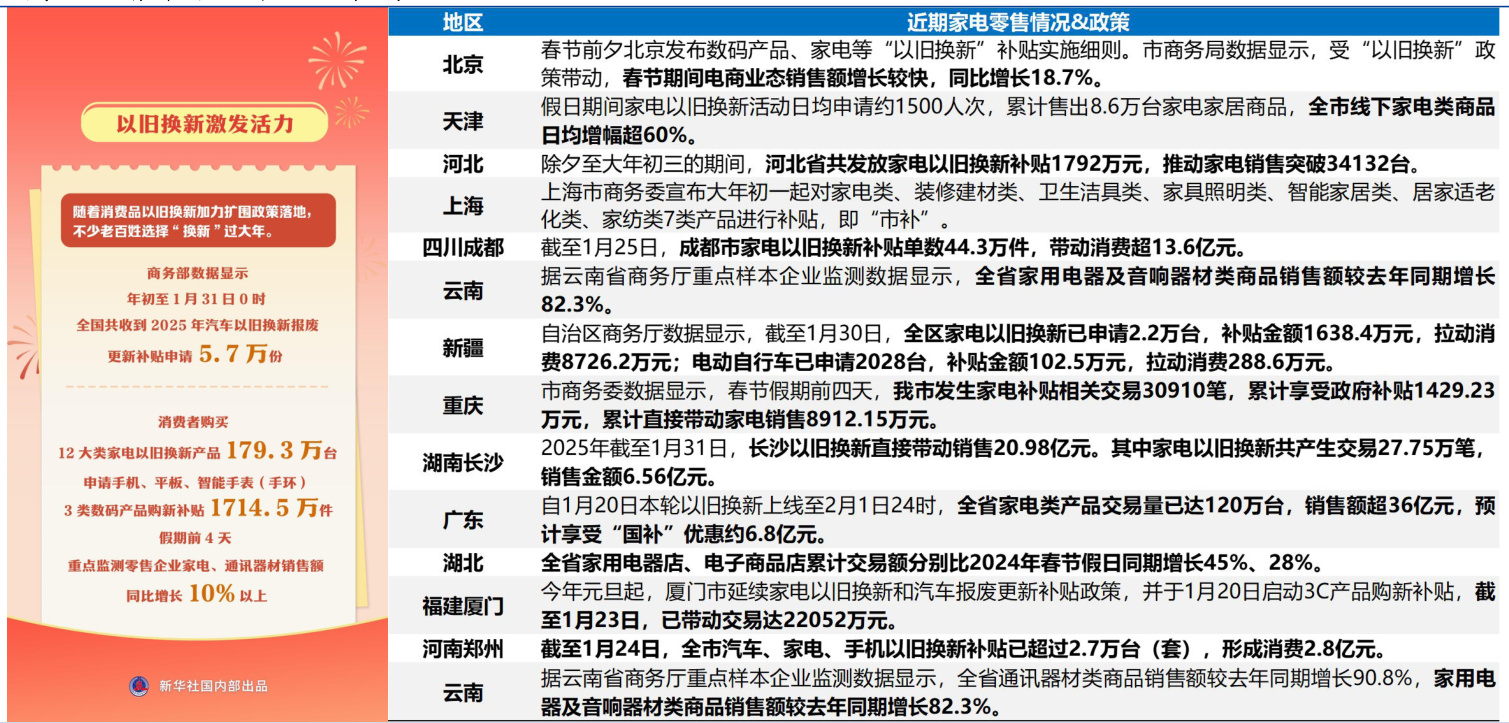 以旧换新激发活力
随着消费品以旧换新加力扩围政策落地，
不少老百姓选择“换新”过大年。
商务部数据显示
年初至1月31日0时
全国共收到2025年汽车以旧换新报废
更新补贴申请5.7万份
消费者购买
12大类家电以旧换新产品179.3万台
申请手机、平板、智能手表（手环）
3类数码产品购新补贴1714.5万件
假期前4天
重点监测零售企业家电、通讯器材销售额
同比增长10%以上
新华社国内部出品
地区 近期家电零售情况&政策
北京
春节前夕北京发布数码产品、家电等“以旧换新”补贴实施细则。市商务局数据显示，受“以旧换新”政
策带动，春节期间电商业态销售额增长较快，同比增长18.7%。
天津
假日期间家电以旧换新活动日均申请约1500人次，累计售出8.6万台家电家居商品，全市线下家电类商品
日均增幅超60%。
河北
除夕至大年初三的期间，河北省共发放家电以旧换新补贴1792万元，推动家电销售突破34132台。
上海
上海市商务委宣布大年初一起对家电类、装修建材类、卫生洁具类、家具照明类、智能家居类、居家适老
化类、家纺类7类产品进行补贴，即“市补”。
四川成都
截至1月25日，成都市家电以旧换新补贴单数44.3万件，带动消费超13.6亿元。
云南
据云南省商务厅重点样本企业监测数据显示，全省家用电器及音响器材类商品销售额较去年同期增长
82.3%。
新疆
自治区商务厅数据显示，截至1月30日，全区家电以旧换新已申请2.2万台，补贴金额1638.4万元，拉动消
费8726.2万元；电动自行车已申请2028台，补贴金额102.5万元，拉动消费288.6万元。
重庆
市商务委数据显示，春节假期前四天，我市发生家电补贴相关交易30910笔，累计享受政府补贴1429.23
万元，累计直接带动家电销售8912.15万元。
湖南长沙
2025年截至1月31日，长沙以旧换新直接带动销售20.98亿元。其中家电以旧换新共产生交易27.75万笔，
销售金额6.56亿元。
广东
自1月20日本轮以旧换新上线至2月1日24时，全省家电类产品交易量已达120万台，销售额超36亿元，预
计享受“国补”优惠约6.8亿元。
湖北
全省家用电器店、电子商品店累计交易额分别比2024年春节假日同期增长45%、28%。
福建厦门
今年元旦起，厦门市延续家电以旧换新和汽车报废更新补贴政策，并于1月20日启动3C产品购新补贴，截
至1月23日，已带动交易达22052万元。
河南郑州
截至1月24日，全市汽车、家电、手机以旧换新补贴已超过2.7万台（套），形成消费2.8亿元。
云南
据云南省商务厅重点样本企业监测数据显示，全省通讯器材类商品销售额较去年同期增长90.8%，家用电
器及音响器材类商品销售额较去年同期增长82.3%。